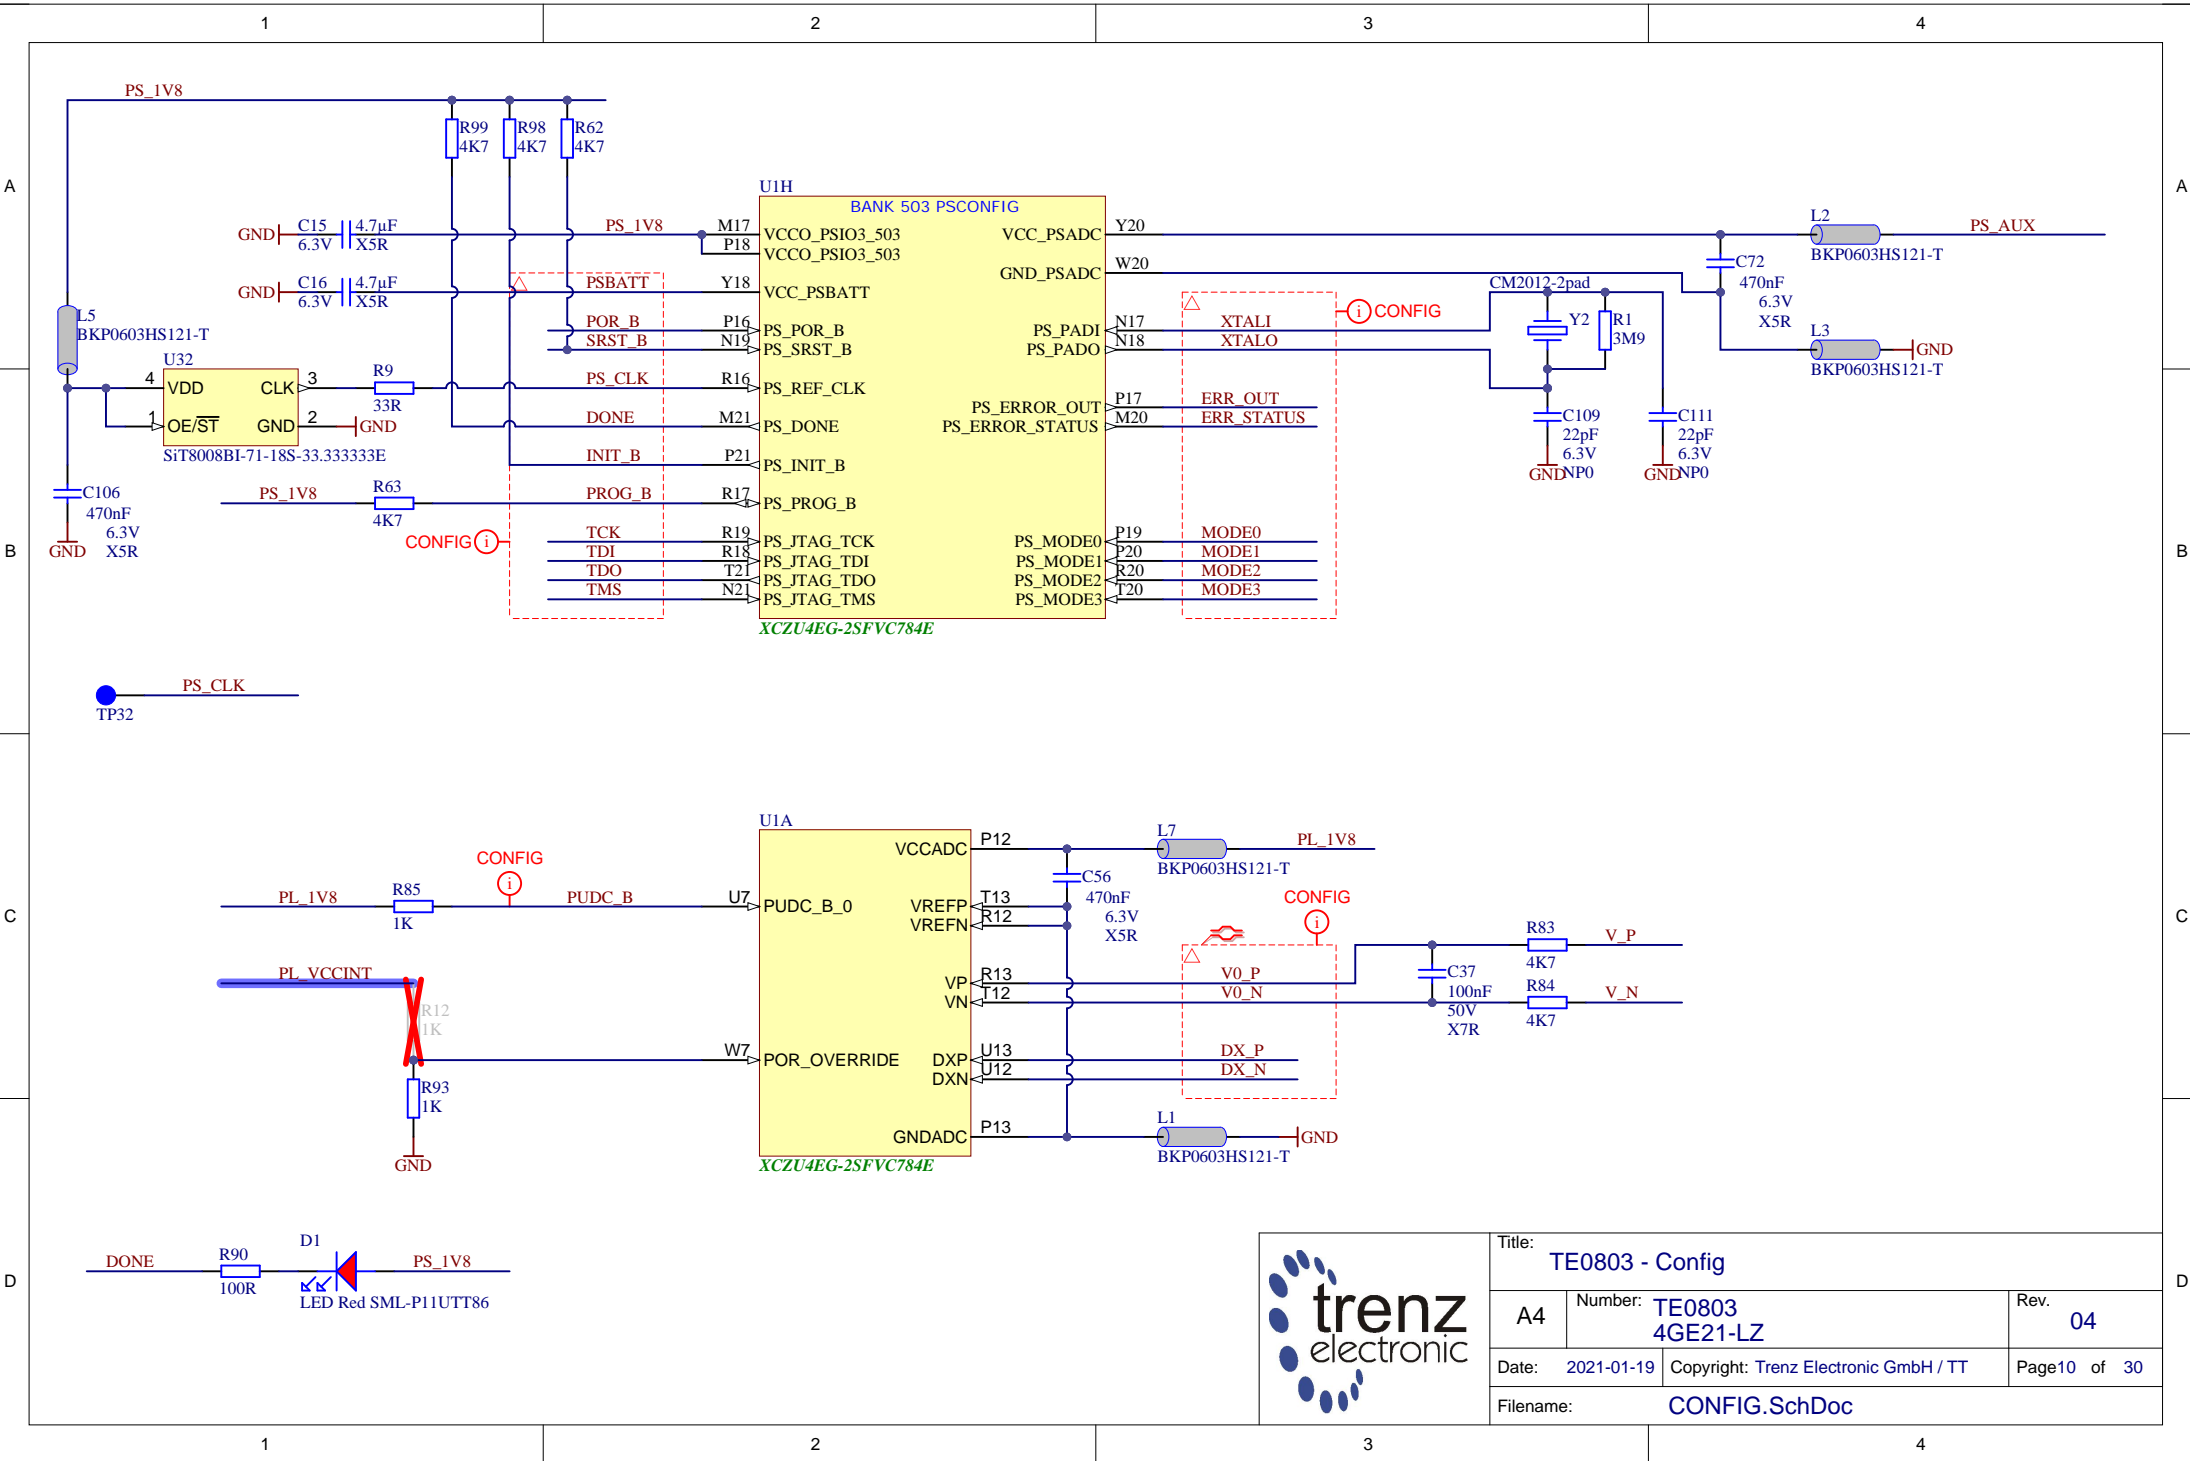 1 2 3 4
A A
B B
C C
D D
PS_1V8
R99 4K7
R98 4K7
R62 4K7
U1H
BANK 503 PSCONFIG
GND C15 6.3V 4.7µF X5R PS_1V8
M17 VCCO_PSIO3_503
P18 VCCO_PSIO3_503
GND C16 6.3V 4.7µF X5R
PSBATT Y18 VCC_PSBATT
POR_B P16 PS_POR_B
SRST_B N19 PS_SRST_B
PS_CLK R16 PS_REF_CLK
DONE M21 PS_DONE
INIT_B P21 PS_INIT_B
PROG_B R17 PS_PROG_B
TCK R19 PS_JTAG_TCK
TDI R18 PS_JTAG_TDI
TDO T21 PS_JTAG_TDO
TMS N21 PS_JTAG_TMS
XCZU4EG-2SFVC784E
L5
BKP0603HS121-T
U32
4 VDD CLK 3
1 OE/ST GND 2 GND
SiT8008BI-71-18S-33.333333E
R9
33R
C106
470nF
6.3V
X5R
GND
PS_1V8 R63
4K7
CONFIG i
VCC_PSADC Y20
GND_PSADC W20
PS_PADI N17 XTALI
PS_PADO N18 XTALO
PS_ERROR_OUT P17 ERR_OUT
PS_ERROR_STATUS M20 ERR_STATUS
PS_MODE0 P19 MODE0
PS_MODE1 P20 MODE1
PS_MODE2 R20 MODE2
PS_MODE3 T20 MODE3
i CONFIG
CM2012-2pad
Y2
R1
3M9
C109
22pF
6.3V
NP0
GND
C111
22pF
6.3V
NP0
GND
L2
BKP0603HS121-T
PS_AUX
C72
470nF
6.3V
X5R
L3
BKP0603HS121-T
GND
PS_CLK
TP32
U1A
PL_1V8 R85 1K
CONFIG
i
PUDC_B U7 PUDC_B_0
PL_VCCINT
R12
1K
W7 POR_OVERRIDE
R93
1K
GND
VCCADC P12
VREFP T13
VREFN R12
VP R13 V0_P
VN T12 V0_N
DXP U13 DX_P
DXN U12 DX_N
GNDADC P13
XCZU4EG-2SFVC784E
L7
BKP0603HS121-T
PL_1V8
C56
470nF
6.3V
X5R
CONFIG
i
C37
100nF
50V
X7R
R83
4K7
V_P
R84
4K7
V_N
L1
BKP0603HS121-T
GND
DONE R90 100R
D1
PS_1V8
LED Red SML-P11UTT86
trenz
electronic
Title:
TE0803 - Config
A4 Number: TE0803
4GE21-LZ
Rev.
04
Date: 2021-01-19 Copyright: Trenz Electronic GmbH / TT Page10 of 30
Filename: CONFIG.SchDoc
1 2 3 4